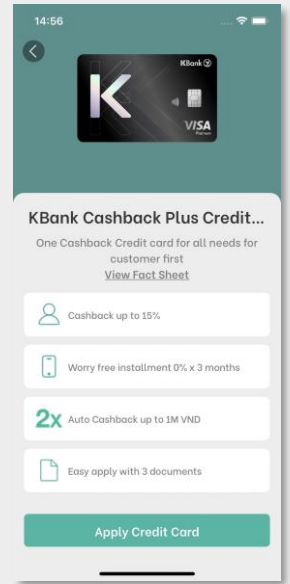 14:56
K
KBank
VISA
Platinum
KBank Cashback Plus Credit...
One Cashback Credit card for all needs for
customer first
View Fact Sheet
Cashback up to 15%
Worry free installment 0% x 3 months
2x Auto Cashback up to 1M VND
Easy apply with 3 documents
Apply Credit Card